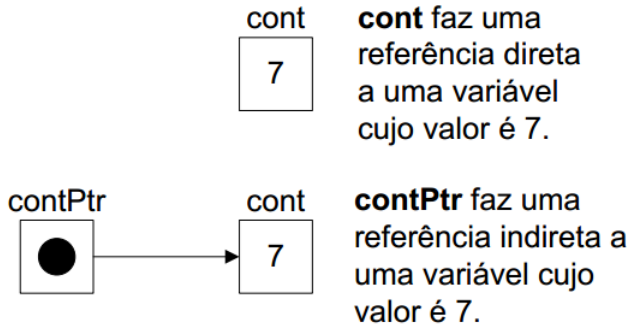 cont
7
cont faz uma
referência direta
a uma variável
cujo valor é 7.
contPtr
cont
7
contPtr faz uma
referência indireta a
uma variável cujo
valor é 7.